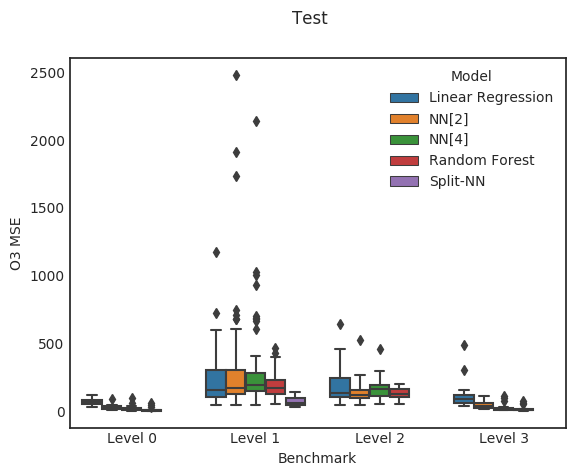 Test
2500
2000
1500
1000
500
0
O3 MSE
Model
Linear Regression
NN[2]
NN[4]
Random Forest
Split-NN
Level 0
Level 1
Level 2
Level 3
Benchmark